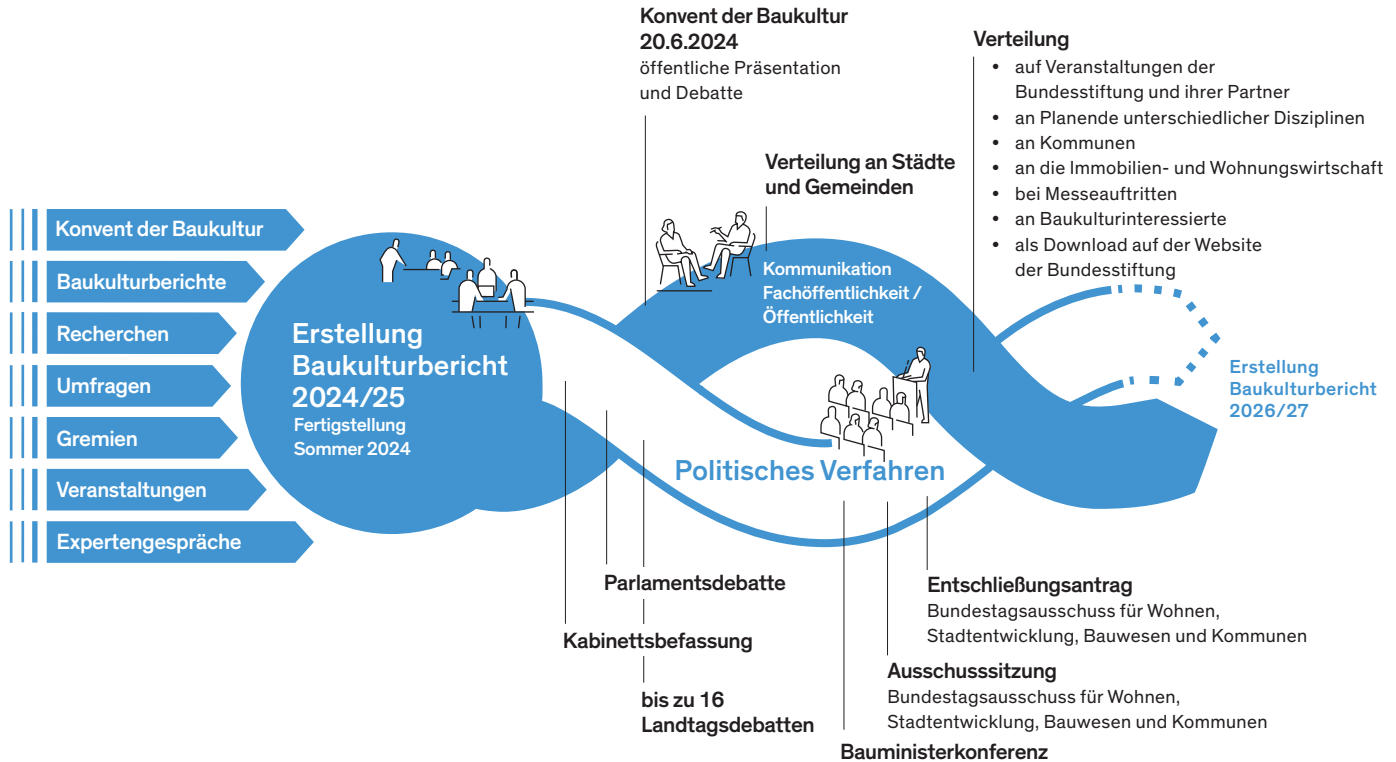 Konvent der Baukultur
Baukulturberichte
Recherchen
Umfragen
Gremien
Veranstaltungen
Expertengespräche
Erstellung
Baukulturbericht
2024/25
Fertigstellung
Sommer 2024
Konvent der Baukultur
20.6.2024
öffentliche Präsentation
und Debatte
Verteilung an Städte
und Gemeinden
Kommunikation
Fachöffentlichkeit /
Öffentlichkeit
Verteilung
• auf Veranstaltungen der
Bundesstiftung und ihrer Partner
• an Planende unterschiedlicher Disziplinen
• an Kommunen
• an die Immobilien- und Wohnungswirtschaft
• bei Messeauftritten
• an Baukulturinteressierte
• als Download auf der Website
der Bundesstiftung
Erstellung
Baukulturbericht
2026/27
Politisches Verfahren
Parlamentsdebatte
Kabinettsbefassung
bis zu 16
Landtagsdebatten
Entschließungsantrag
Bundestagsausschuss für Wohnen,
Stadtentwicklung, Bauwesen und Kommunen
Ausschusssitzung
Bundestagsausschuss für Wohnen,
Stadtentwicklung, Bauwesen und Kommunen
Bauministerkonferenz